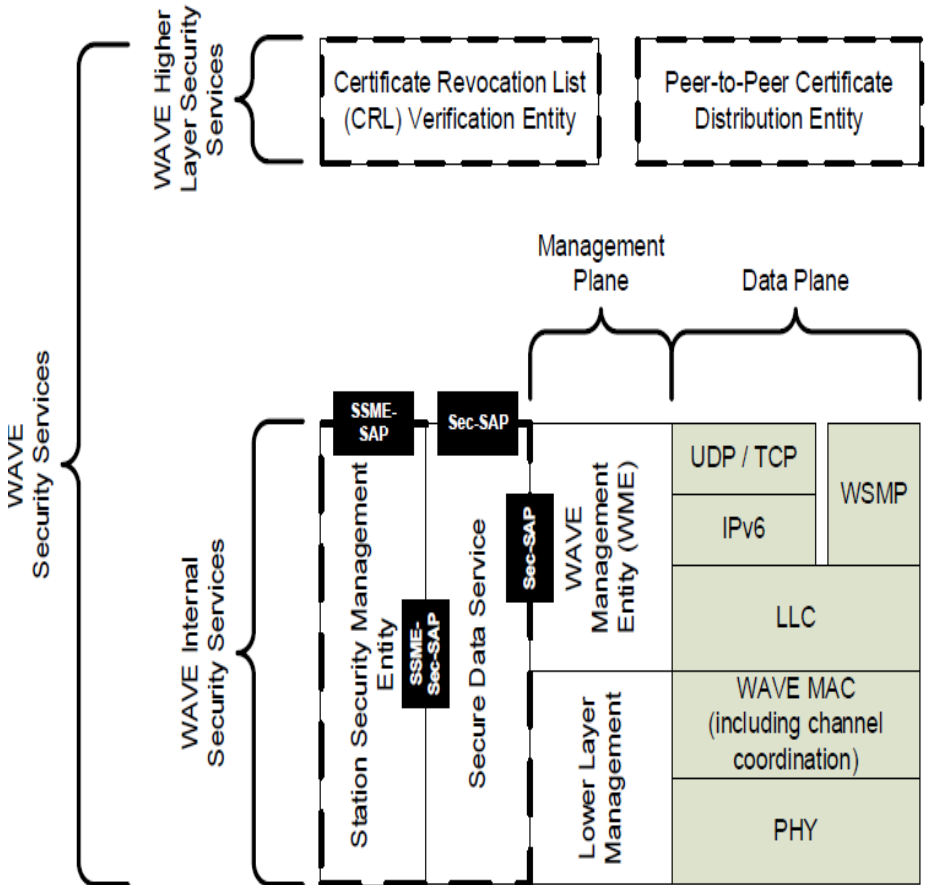 WAVE
Security Services
WAVE Higher
Layer Security
Services
Certificate Revocation List
(CRL) Verification Entity
Peer-to-Peer Certificate
Distribution Entity
Management
Plane
Data Plane
WAVE Internal
Security Services
SSME-
SAP
Sec-SAP
Station Security Management
Entity
SSME-
Sec-SAP
Secure Data Service
Sec-SAP
WAVE
Management
Entity (WME)
Lower Layer
Management
UDP / TCP
IPv6
WSMP
LLC
WAVE MAC
(including channel
coordination)
PHY